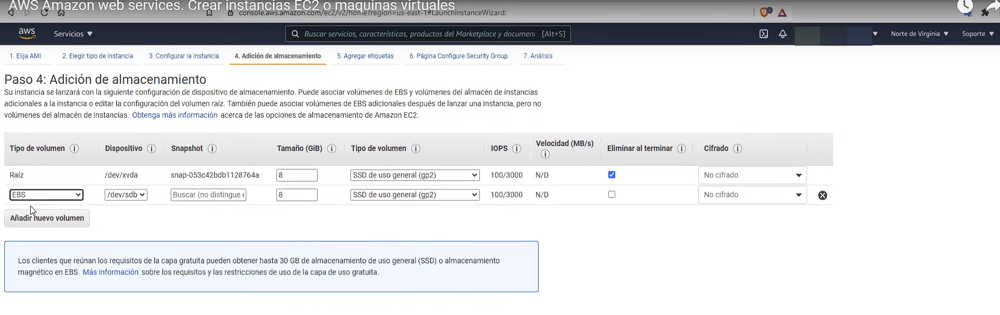 AWS Amazon web services. Crear instancias EC2 o maquinas virtuales
console.aws.amazon.com/ec2/v2/home?region=us-east-1#LaunchInstanceWizard:
aws Servicios Buscar servicios, características, productos del Marketplace y documen [Alt+S] Norte de Virginia Soporte
1. Elija AMI 2. Elegir tipo de instancia 3. Configurar la instancia 4. Adición de almacenamiento 5. Agregar etiquetas 6. Página Configure Security Group 7. Análisis
Paso 4: Adición de almacenamiento
Su instancia se lanzará con la siguiente configuración de dispositivo de almacenamiento. Puede asociar volúmenes de EBS y volúmenes del almacén de instancias
adicionales a la instancia o editar la configuración del volumen raíz. También puede asociar volúmenes de EBS adicionales después de lanzar una instancia, pero no
volúmenes del almacén de instancias. Obtenga más información acerca de las opciones de almacenamiento de Amazon EC2.
Tipo de volumen Dispositivo Snapshot Tamaño (GiB) Tipo de volumen IOPS Velocidad (MB/s) Eliminar al terminar Cifrado
Raíz /dev/xvda snap-053c42bdb1128764a 8 SSD de uso general (gp2) 100/3000 N/D No cifrado
EBS /dev/sdb Buscar (no distingue 8 SSD de uso general (gp2) 100/3000 N/D No cifrado
Añadir nuevo volumen
Los clientes que reúnan los requisitos de la capa gratuita pueden obtener hasta 30 GB de almacenamiento de uso general (SSD) o almacenamiento
magnético en EBS. Más información sobre los requisitos y las restricciones de uso de la capa de uso gratuita.